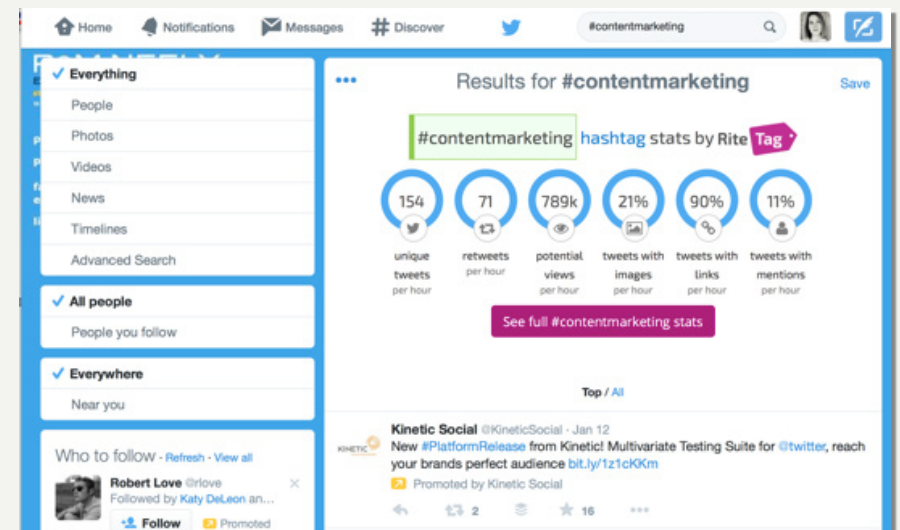 Home
Notifications
Messages
Discover
#contentmarketing
Everything
People
Photos
Videos
News
Timelines
Advanced Search
All people
People you follow
Everywhere
Near you
Who to follow · Refresh · View all
Robert Love @rlove
Followed by Katy DeLeon an...
Follow
Promoted
Results for #contentmarketing
Save
#contentmarketing hashtag stats by Rite Tag
154
unique
tweets
per hour
71
retweets
per hour
789k
potential
views
per hour
21%
tweets with
images
per hour
90%
tweets with
links
per hour
11%
tweets with
mentions
per hour
See full #contentmarketing stats
Top / All
KINETIC
Kinetic Social @KineticSocial · Jan 12
New #PlatformRelease from Kinetic! Multivariate Testing Suite for @twitter, reach
your brands perfect audience bit.ly/1z1cKKm
Promoted by Kinetic Social
2
16